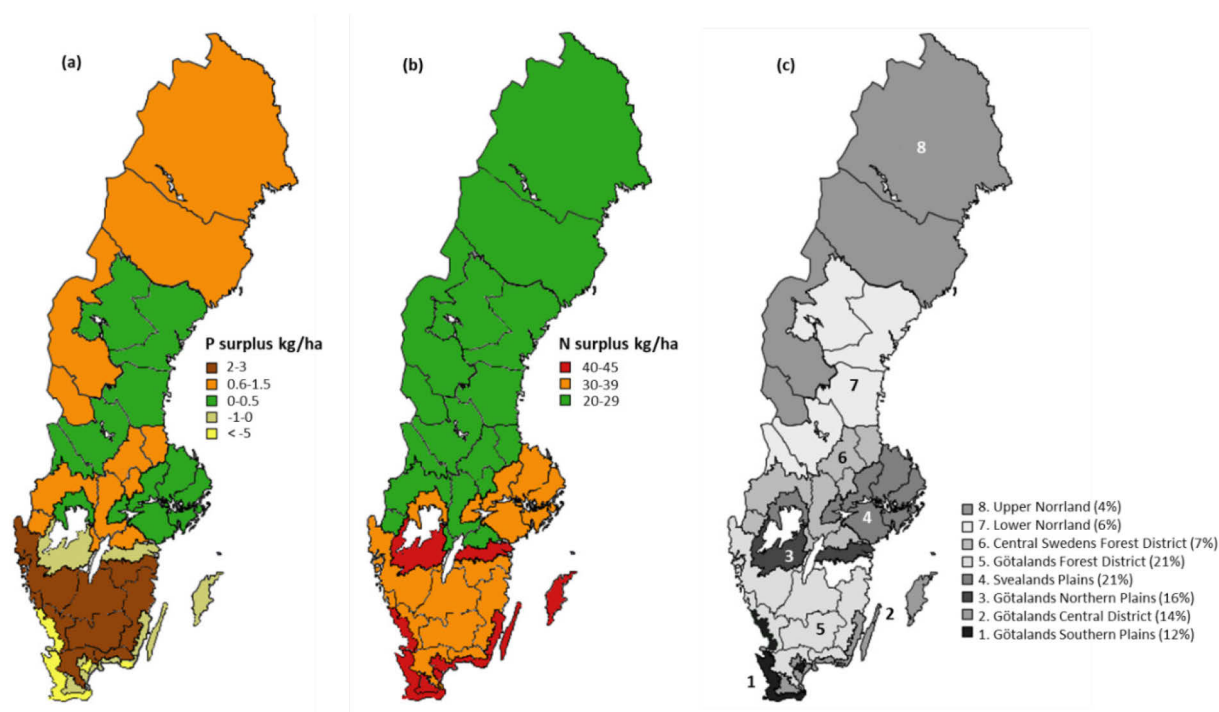 (a)
(b)
(c)
P surplus kg/ha
2-3
0.6-1.5
0-0.5
-1-0
< -5
N surplus kg/ha
40-45
30-39
20-29
8
7
6
4
3
2
5
1
8. Upper Norrland (4%)
7. Lower Norrland (6%)
6. Central Swedens Forest District (7%)
5. Götalands Forest District (21%)
4. Svealands Plains (21%)
3. Götalands Northern Plains (16%)
2. Götalands Central District (14%)
1. Götalands Southern Plains (12%)